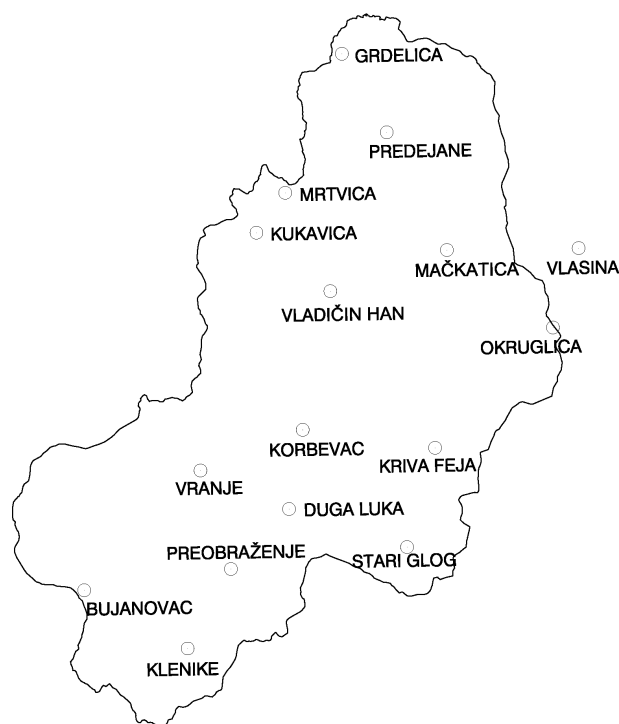 GRDELICA
PREDEJANE
MRTVICA
KUKAVICA
MAČKATICA
VLASINA
VLADIČIN HAN
OKRUGLICA
KORBEVAC
KRIVA FEJA
VRANJE
DUGA LUKA
PREOBRAŽENJE
STARI GLOG
BUJANOVAC
KLENIKE